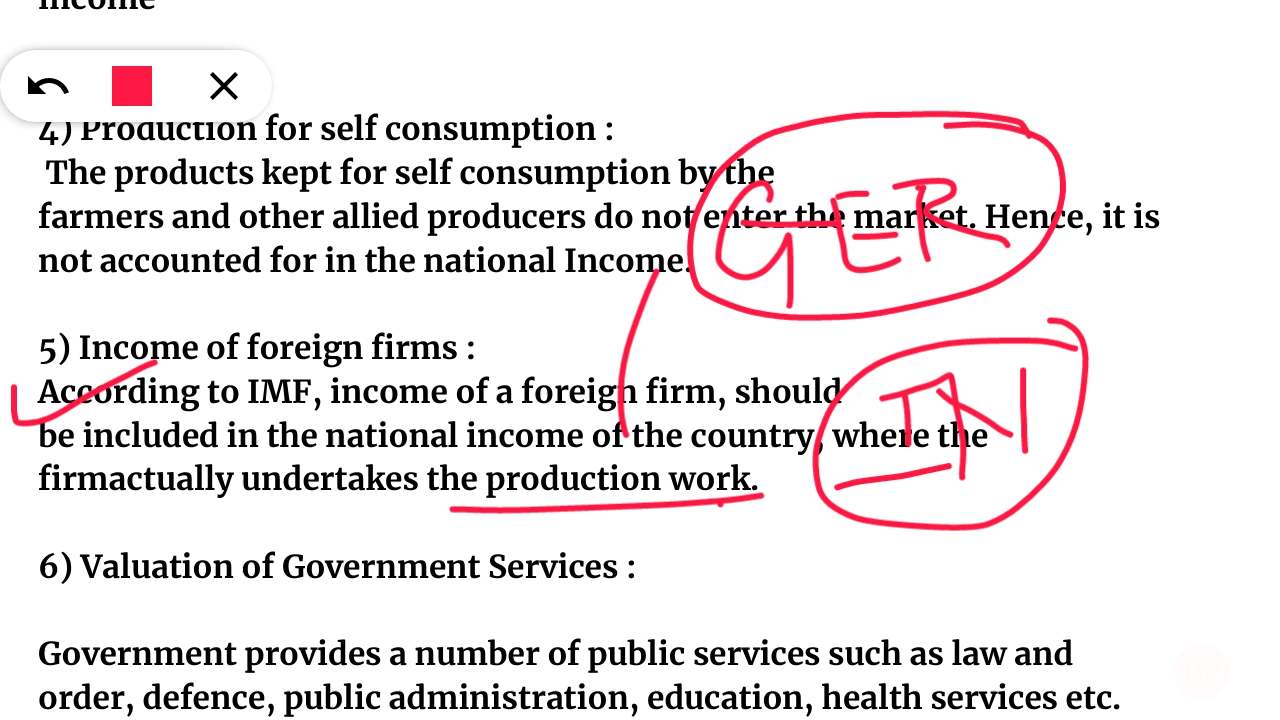 income
4) Production for self consumption :
The products kept for self consumption by the
farmers and other allied producers do not enter the market. Hence, it is
not accounted for in the national Income.
GER
5) Income of foreign firms :
According to IMF, income of a foreign firm, should
be included in the national income of the country, where the
firmactually undertakes the production work.
IN
6) Valuation of Government Services :
Government provides a number of public services such as law and
order, defence, public administration, education, health services etc.